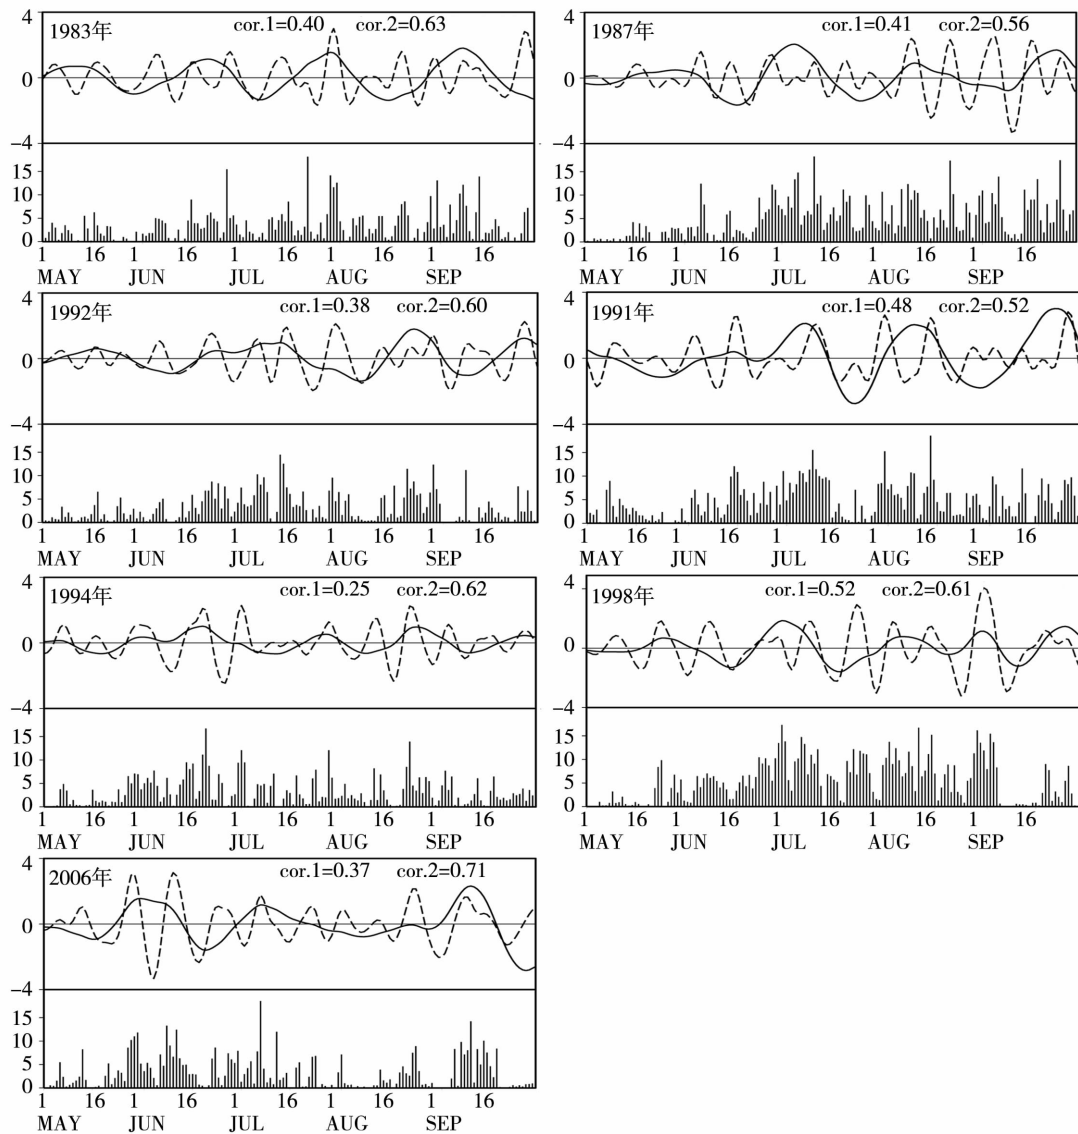 4
1983年 cor.1=0.40 cor.2=0.63
0
−4
15
10
5
0
1 16 1 16 1 16 1 16 1 16
MAY JUN JUL AUG SEP
4
1987年 cor.1=0.41 cor.2=0.56
0
−4
15
10
5
0
1 16 1 16 1 16 1 16 1 16
MAY JUN JUL AUG SEP
4
1992年 cor.1=0.38 cor.2=0.60
0
−4
15
10
5
0
1 16 1 16 1 16 1 16 1 16
MAY JUN JUL AUG SEP
4
1991年 cor.1=0.48 cor.2=0.52
0
−4
15
10
5
0
1 16 1 16 1 16 1 16 1 16
MAY JUN JUL AUG SEP
4
1994年 cor.1=0.25 cor.2=0.62
0
−4
15
10
5
0
1 16 1 16 1 16 1 16 1 16
MAY JUN JUL AUG SEP
4
1998年 cor.1=0.52 cor.2=0.61
0
−4
15
10
5
0
1 16 1 16 1 16 1 16 1 16
MAY JUN JUL AUG SEP
4
2006年 cor.1=0.37 cor.2=0.71
0
−4
15
10
5
0
1 16 1 16 1 16 1 16 1 16
MAY JUN JUL AUG SEP